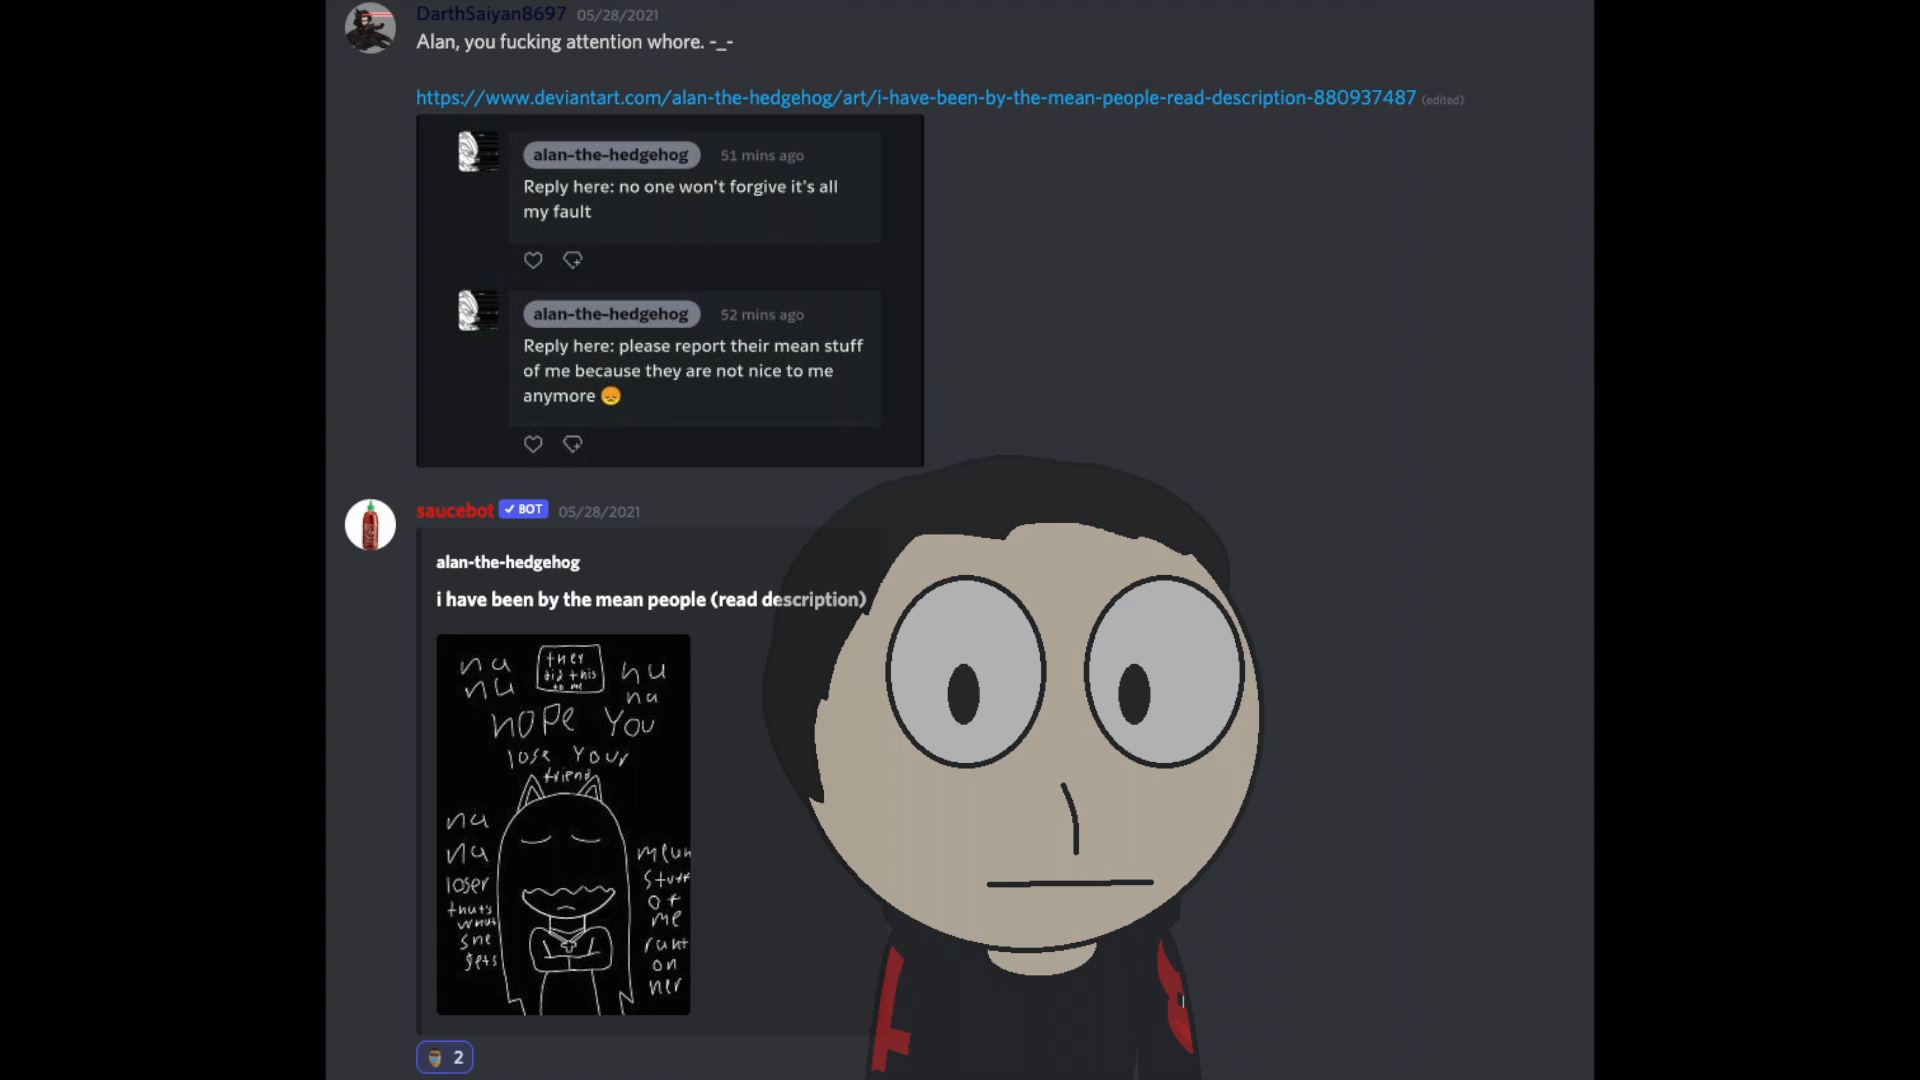 DarthSaiyan8697 05/28/2021
Alan, you fucking attention whore. -_-
https://www.deviantart.com/alan-the-hedgehog/art/i-have-been-by-the-mean-people-read-description-880937487 (edited)
alan-the-hedgehog 51 mins ago
Reply here: no one won't forgive it's all
my fault
alan-the-hedgehog 52 mins ago
Reply here: please report their mean stuff
of me because they are not nice to me
anymore 😞
saucebot ✓ BOT 05/28/2021
alan-the-hedgehog
i have been by the mean people (read description)
na they nu
nu did this na
to me
nope You
lose Your
friend
na
na
loser
thats
what
she
gets
mean
stuff
of
me
rant
on
her
2